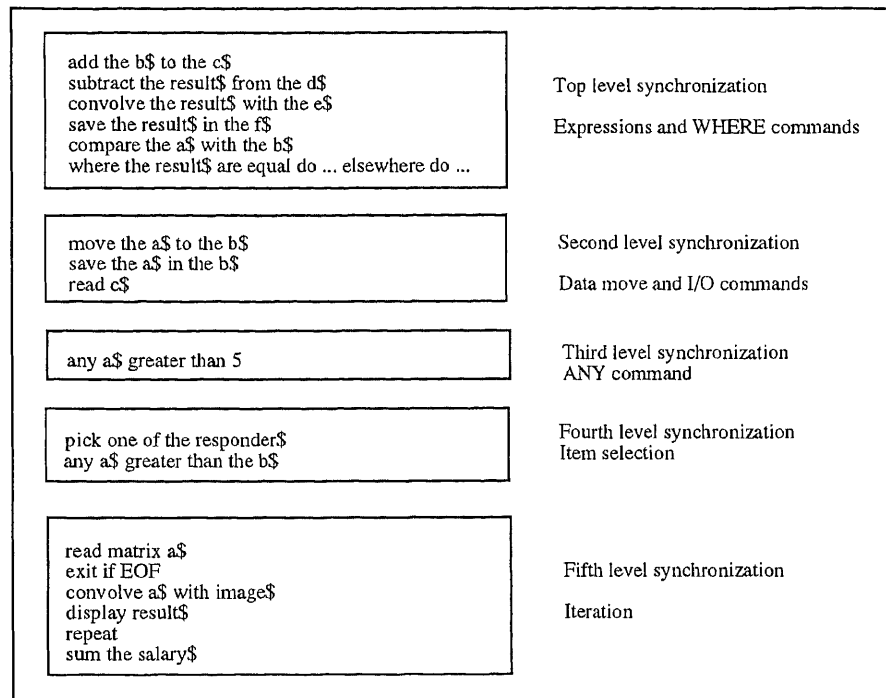 add the b$ to the c$
subtract the result$ from the d$
convolve the result$ with the e$
save the result$ in the f$
compare the a$ with the b$
where the result$ are equal do ... elsewhere do ...
Top level synchronization
Expressions and WHERE commands
move the a$ to the b$
save the a$ in the b$
read c$
Second level synchronization
Data move and I/O commands
any a$ greater than 5
Third level synchronization
ANY command
pick one of the responder$
any a$ greater than the b$
Fourth level synchronization
Item selection
read matrix a$
exit if EOF
convolve a$ with image$
display result$
repeat
sum the salary$
Fifth level synchronization
Iteration